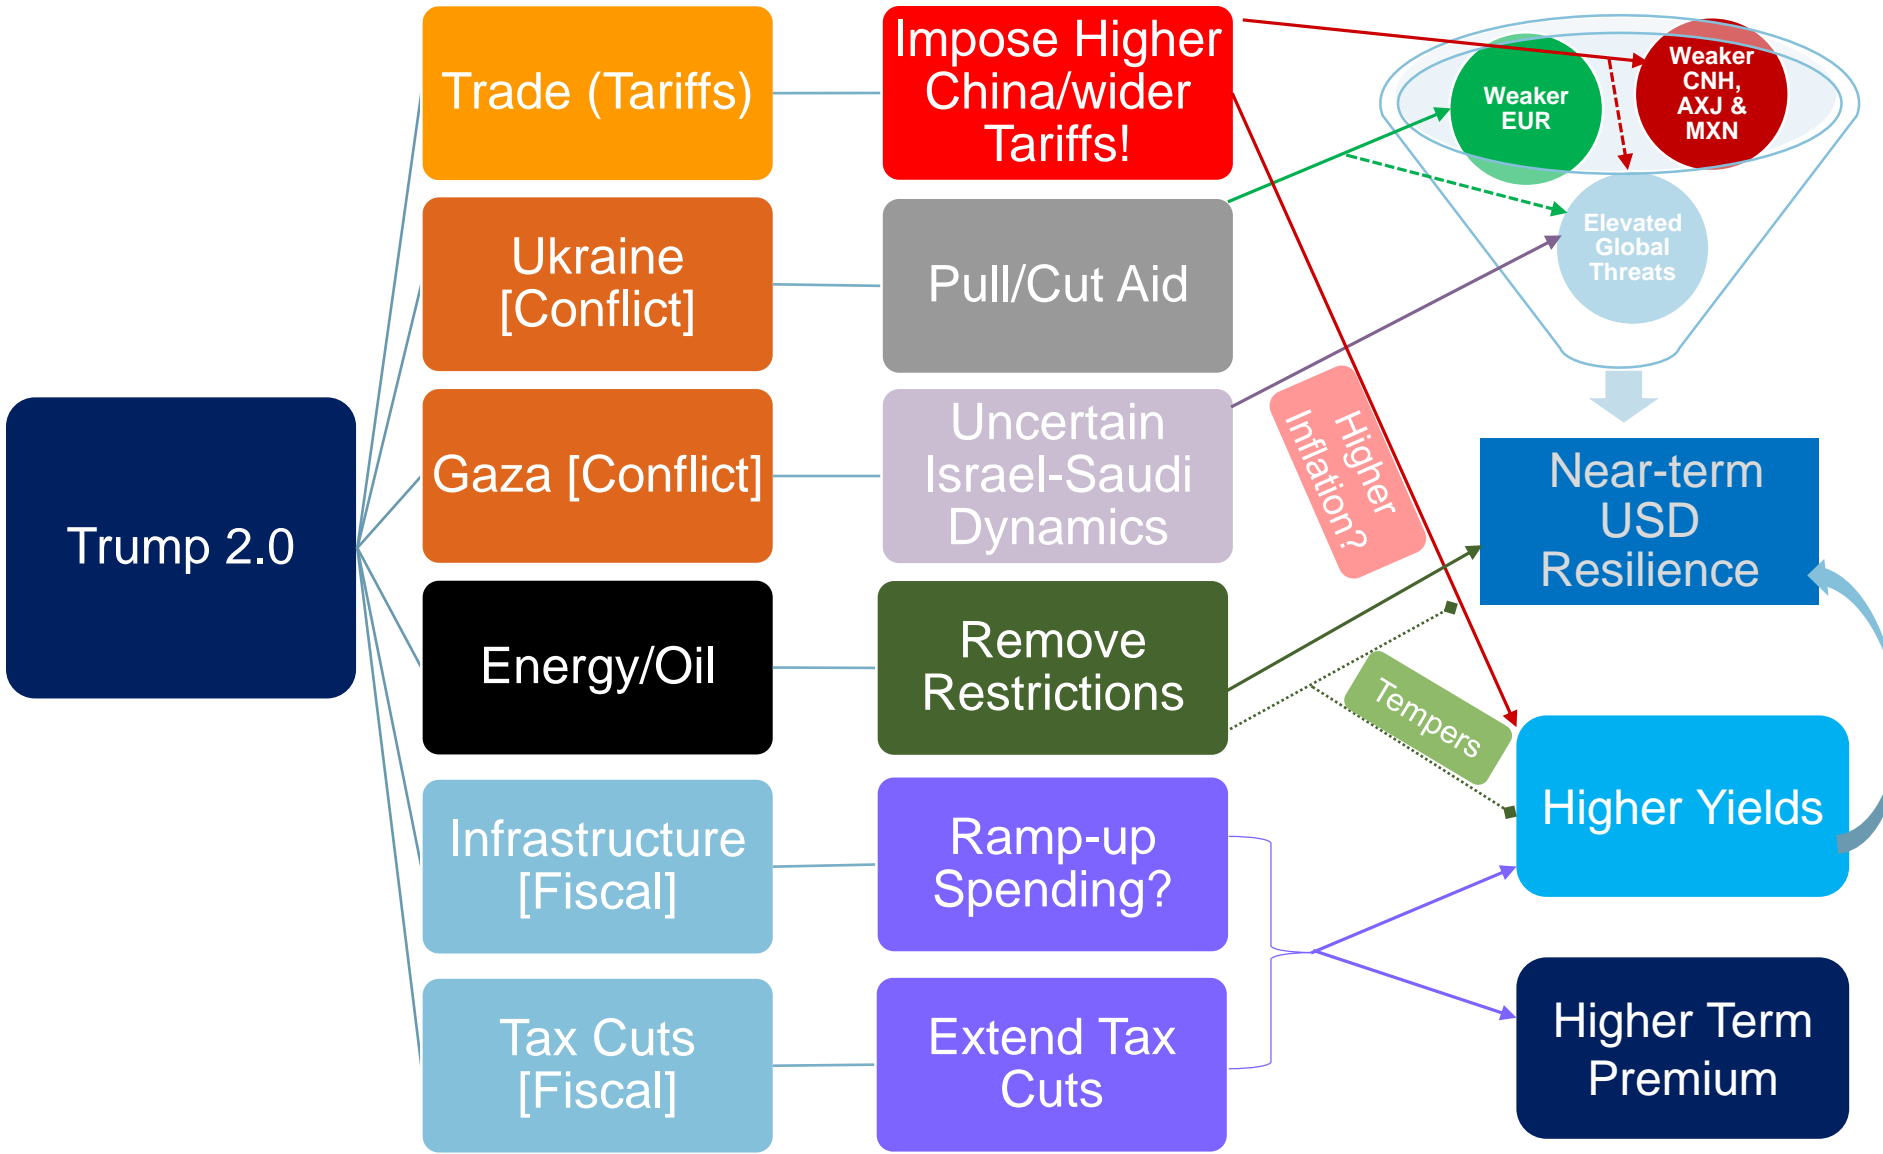 Trump 2.0
Trade (Tariffs)
Ukraine
[Conflict]
Gaza [Conflict]
Energy/Oil
Infrastructure
[Fiscal]
Tax Cuts
[Fiscal]
Impose Higher
China/wider
Tariffs!
Pull/Cut Aid
Uncertain
Israel-Saudi
Dynamics
Remove
Restrictions
Ramp-up
Spending?
Extend Tax
Cuts
Higher
Inflation?
Tempers
Weaker
EUR
Weaker
CNH,
AXJ &
MXN
Elevated
Global
Threats
Near-term
USD
Resilience
Higher Yields
Higher Term
Premium